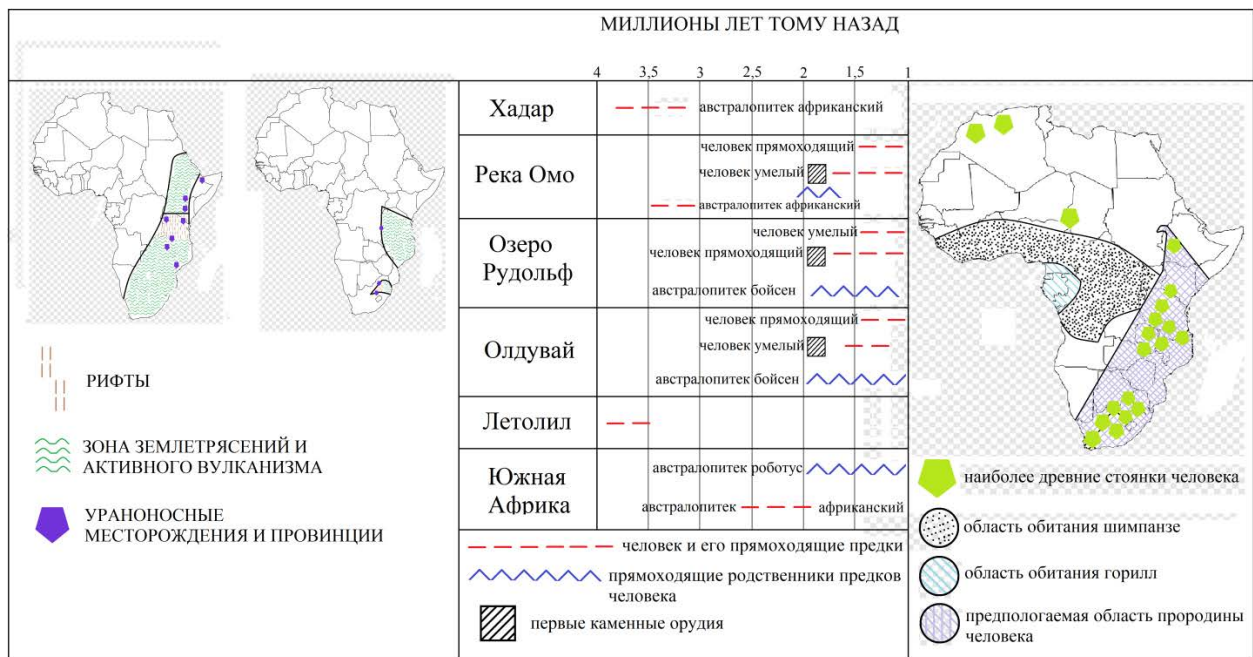 МИЛЛИОНЫ ЛЕТ ТОМУ НАЗАД
4 3,5 3 2,5 2 1,5 1
Хадар
австралопитек африканский
Река Омо
человек прямоходящий
человек умелый
австралопитек африканский
Озеро
Рудольф
человек умелый
человек прямоходящий
австралопитек бойсен
Олдувай
человек прямоходящий
человек умелый
австралопитек бойсен
Летолил
Южная
Африка
австралопитек роботус
австралопитек африканский
человек и его прямоходящие предки
прямоходящие родственники предков
человека
первые каменные орудия
РИФТЫ
ЗОНА ЗЕМЛЕТРЯСЕНИЙ И
АКТИВНОГО ВУЛКАНИЗМА
УРАНОНОСНЫЕ
МЕСТОРОЖДЕНИЯ И ПРОВИНЦИИ
наиболее древние стоянки человека
область обитания шимпанзе
область обитания горилл
предпологаемая область прородины
человека